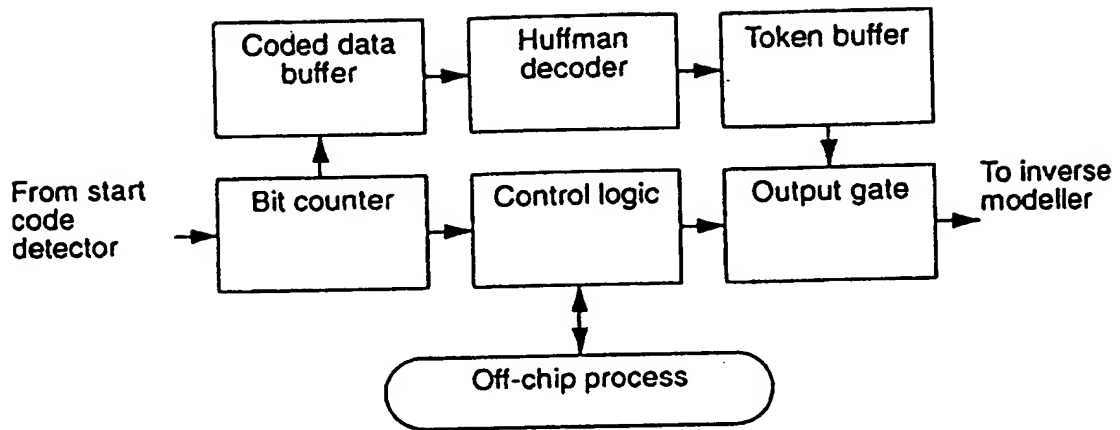 Coded data
buffer
Huffman
decoder
Token buffer
From start
code
detector
Bit counter
Control logic
Output gate
To inverse
modeller
Off-chip process